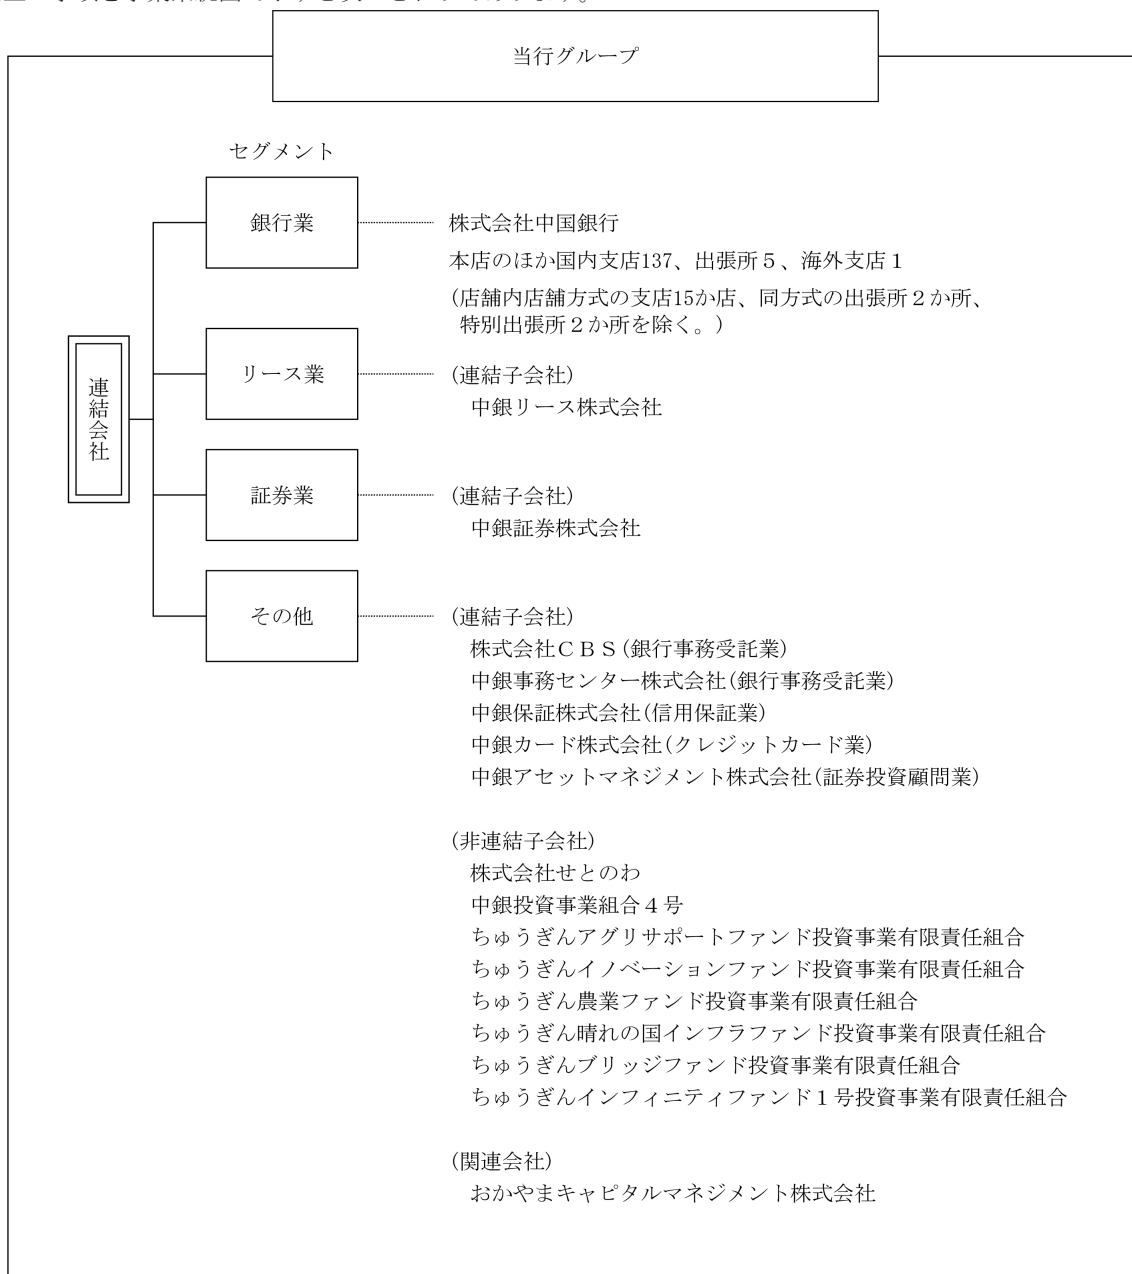 当行グループ
セグメント
銀行業
株式会社中国銀行
本店のほか国内支店137、出張所５、海外支店１
(店舗内店舗方式の支店15か店、同方式の出張所２か所、
特別出張所２か所を除く。)
連結会社
リース業
(連結子会社)
中銀リース株式会社
証券業
(連結子会社)
中銀証券株式会社
その他
(連結子会社)
株式会社ＣＢＳ(銀行事務受託業)
中銀事務センター株式会社(銀行事務受託業)
中銀保証株式会社(信用保証業)
中銀カード株式会社(クレジットカード業)
中銀アセットマネジメント株式会社(証券投資顧問業)
(非連結子会社)
株式会社せとのわ
中銀投資事業組合４号
ちゅうぎんアグリサポートファンド投資事業有限責任組合
ちゅうぎんイノベーションファンド投資事業有限責任組合
ちゅうぎん農業ファンド投資事業有限責任組合
ちゅうぎん晴れの国インフラファンド投資事業有限責任組合
ちゅうぎんブリッジファンド投資事業有限責任組合
ちゅうぎんインフィニティファンド１号投資事業有限責任組合
(関連会社)
おかやまキャピタルマネジメント株式会社